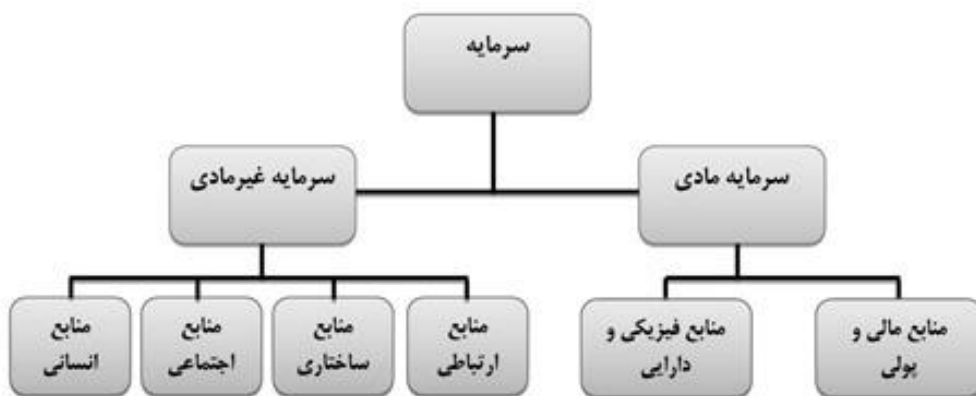 سرمایه
سرمایه مادی
سرمایه غیرمادی
منابع مالی و
پولی
منابع فیزیکی و
دارایی
منابع
ارتباطی
منابع
ساختاری
منابع
اجتماعی
منابع
انسانی